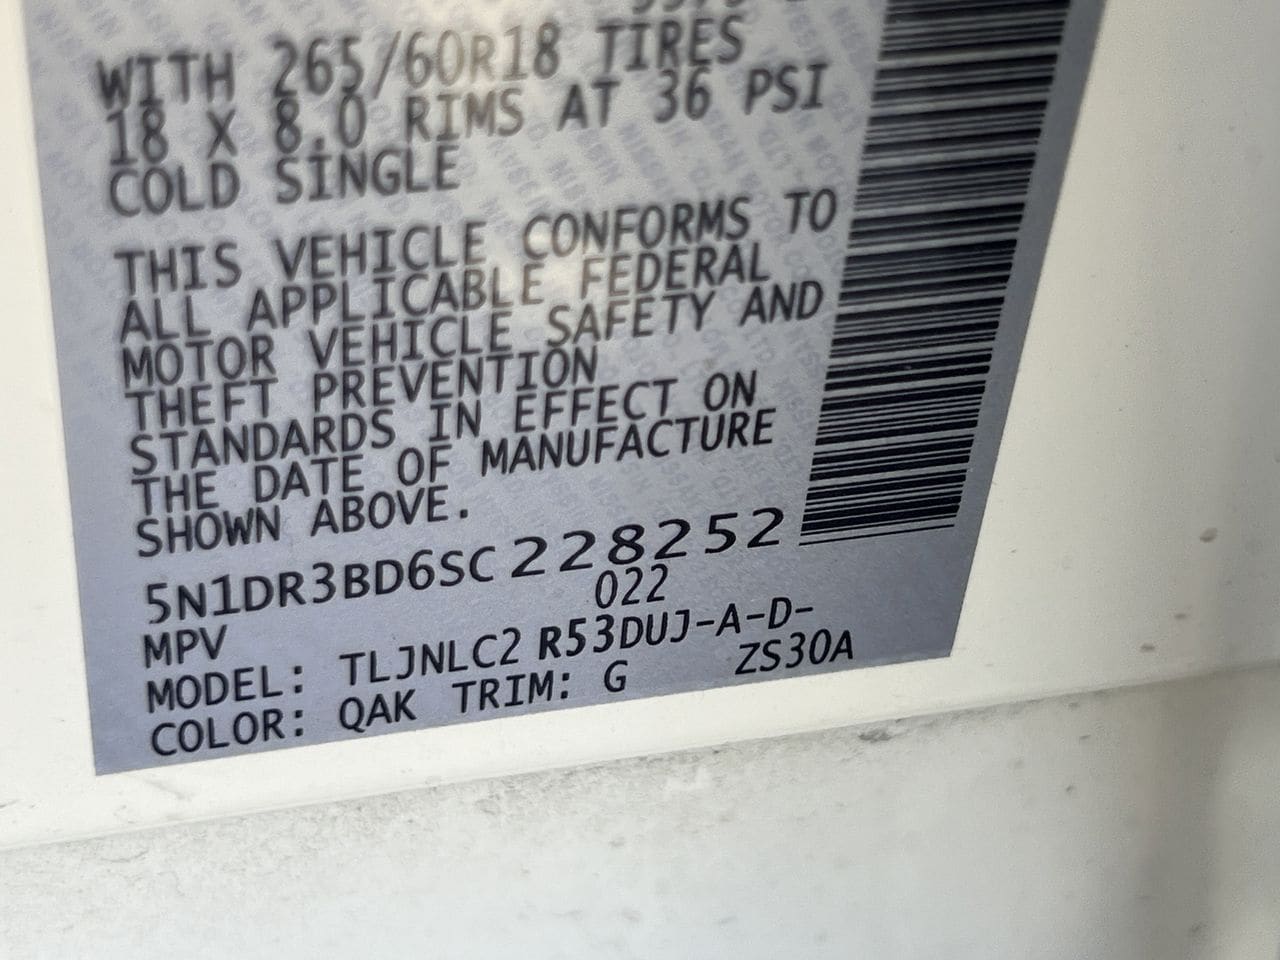 WITH 265/60R18 TIRES
18 X 8.0 RIMS AT 36 PSI
COLD SINGLE
THIS VEHICLE CONFORMS TO
ALL APPLICABLE FEDERAL
MOTOR VEHICLE SAFETY AND
THEFT PREVENTION
STANDARDS IN EFFECT ON
THE DATE OF MANUFACTURE
SHOWN ABOVE.
5N1DR3BD6SC228252
022
MPV
MODEL: TLJNLC2 R53DUJ-A-D-
ZS30A
COLOR: QAK TRIM: G